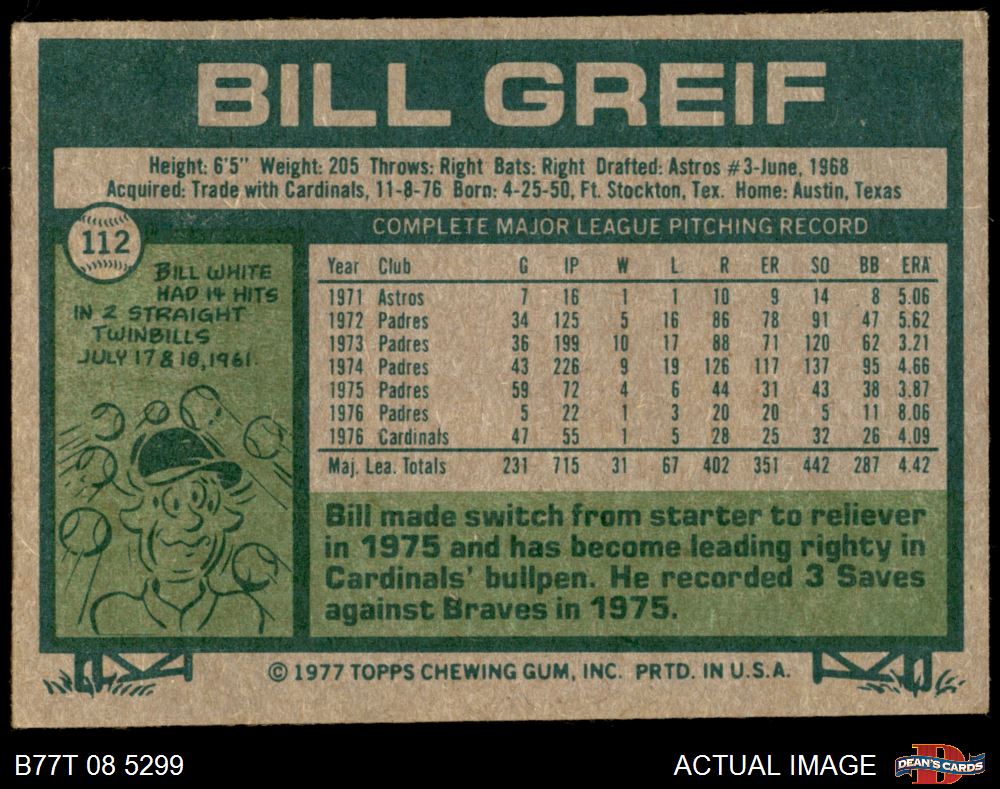 BILL GREIF
Height: 6'5" Weight: 205 Throws: Right Bats: Right Drafted: Astros #3-June, 1968
Acquired: Trade with Cardinals, 11-8-76 Born: 4-25-50, Ft. Stockton, Tex. Home: Austin, Texas
112
BILL WHITE
HAD 14 HITS
IN 2 STRAIGHT
TWINBILLS
JULY 17 & 18, 1961.
COMPLETE MAJOR LEAGUE PITCHING RECORD
Year Club G IP W L R ER SO BB ERA
1971 Astros 7 16 1 1 10 9 14 8 5.06
1972 Padres 34 125 5 16 86 78 91 47 5.62
1973 Padres 36 199 10 17 88 71 120 62 3.21
1974 Padres 43 226 9 19 126 117 137 95 4.66
1975 Padres 59 72 4 6 44 31 43 38 3.87
1976 Padres 5 22 1 3 20 20 5 11 8.06
1976 Cardinals 47 55 1 5 28 25 32 26 4.09
Maj. Lea. Totals 231 715 31 67 402 351 442 287 4.42
Bill made switch from starter to reliever
in 1975 and has become leading righty in
Cardinals' bullpen. He recorded 3 Saves
against Braves in 1975.
© 1977 TOPPS CHEWING GUM, INC. PRTD. IN U.S.A.
B77T 08 5299
ACTUAL IMAGE
DEAN'S CARDS